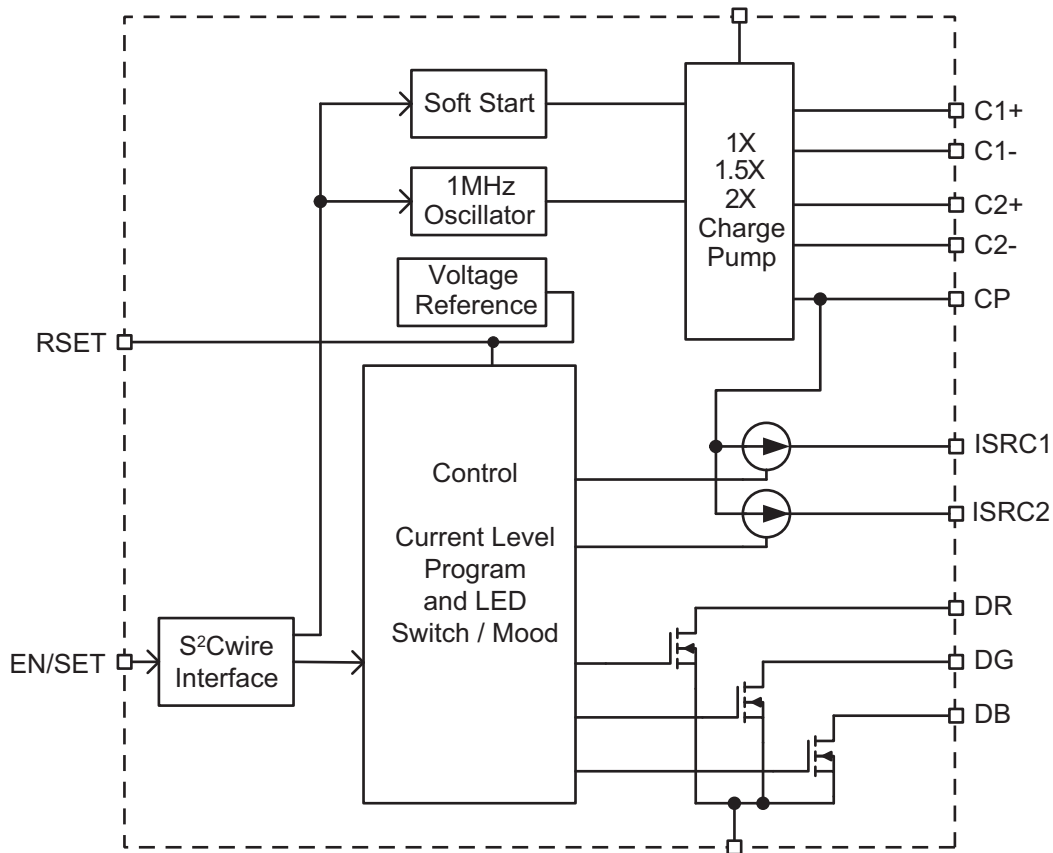 Soft Start
1MHz
Oscillator
Voltage
Reference
1X
1.5X
2X
Charge
Pump
C1+
C1-
C2+
C2-
CP
RSET
Control
Current Level
Program
and LED
Switch / Mood
ISRC1
ISRC2
EN/SET
S²Cwire
Interface
DR
DG
DB